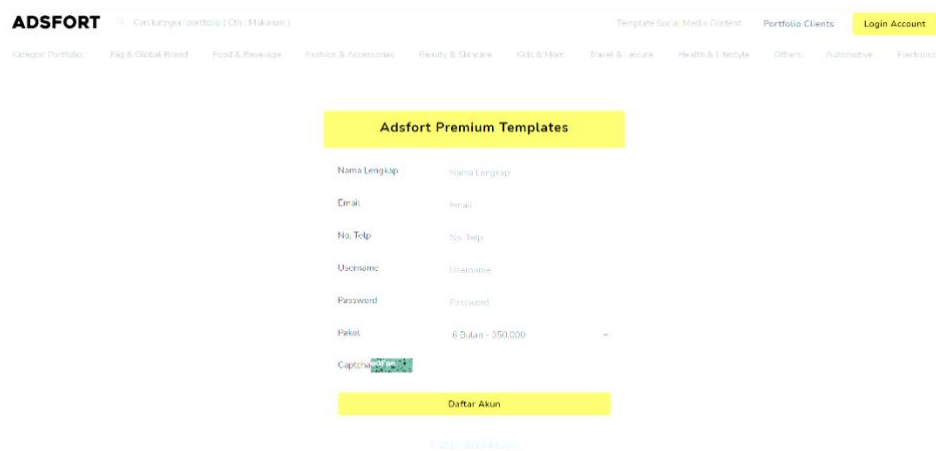 ADSFORT Cari kategori portfolio ( Cth : Makanan ) Template Social Media Content Portfolio Clients Login Account
Kategori Portfolio : Big & Global Brand Food & Beverage Fashion & Accessories Beauty & Skincare Kids & Mom Travel & Leisure Health & Lifestyle Others Automotive Electronic
Adsfort Premium Templates
Nama Lengkap Nama Lengkap
Email Email
No. Telp No. Telp
Username Username
Password Password
Paket 6 Bulan - 350.000
Captcha
Daftar Akun